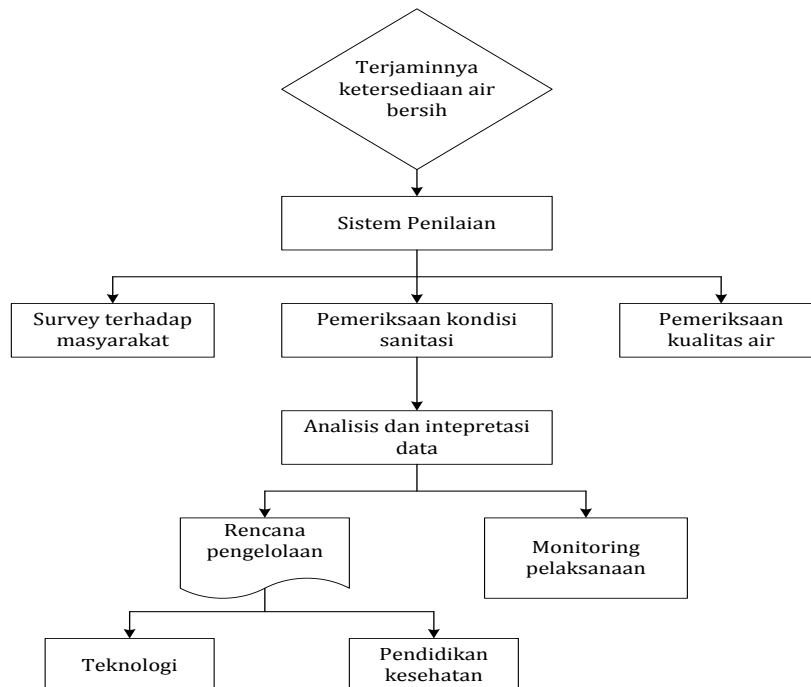 Terjaminnya
ketersediaan air
bersih
Sistem Penilaian
Survey terhadap
masyarakat
Pemeriksaan kondisi
sanitasi
Pemeriksaan
kualitas air
Analisis dan intepretasi
data
Rencana
pengelolaan
Monitoring
pelaksanaan
Teknologi
Pendidikan
kesehatan